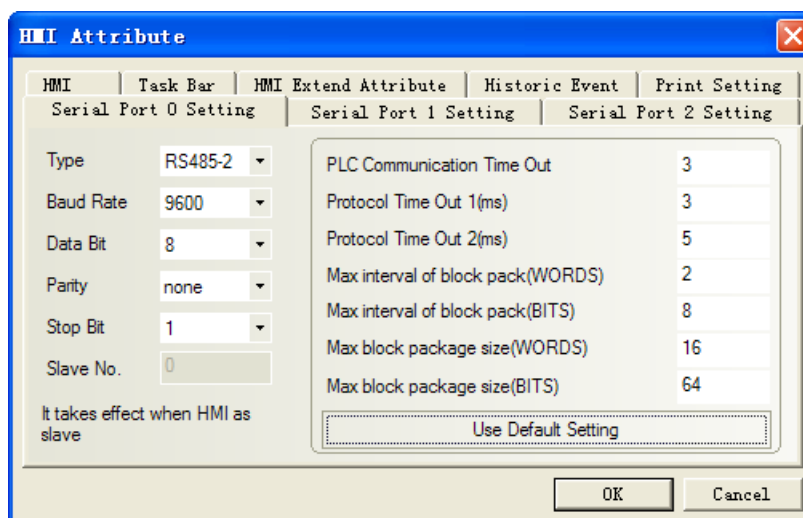 HMI Attribute
HMI
Task Bar
HMI Extend Attribute
Historic Event
Print Setting
Serial Port 0 Setting
Serial Port 1 Setting
Serial Port 2 Setting
Type RS485-2
Baud Rate 9600
Data Bit 8
Parity none
Stop Bit 1
Slave No. 0
It takes effect when HMI as
slave
PLC Communication Time Out 3
Protocol Time Out 1(ms) 3
Protocol Time Out 2(ms) 5
Max interval of block pack(WORDS) 2
Max interval of block pack(BITS) 8
Max block package size(WORDS) 16
Max block package size(BITS) 64
Use Default Setting
OK
Cancel